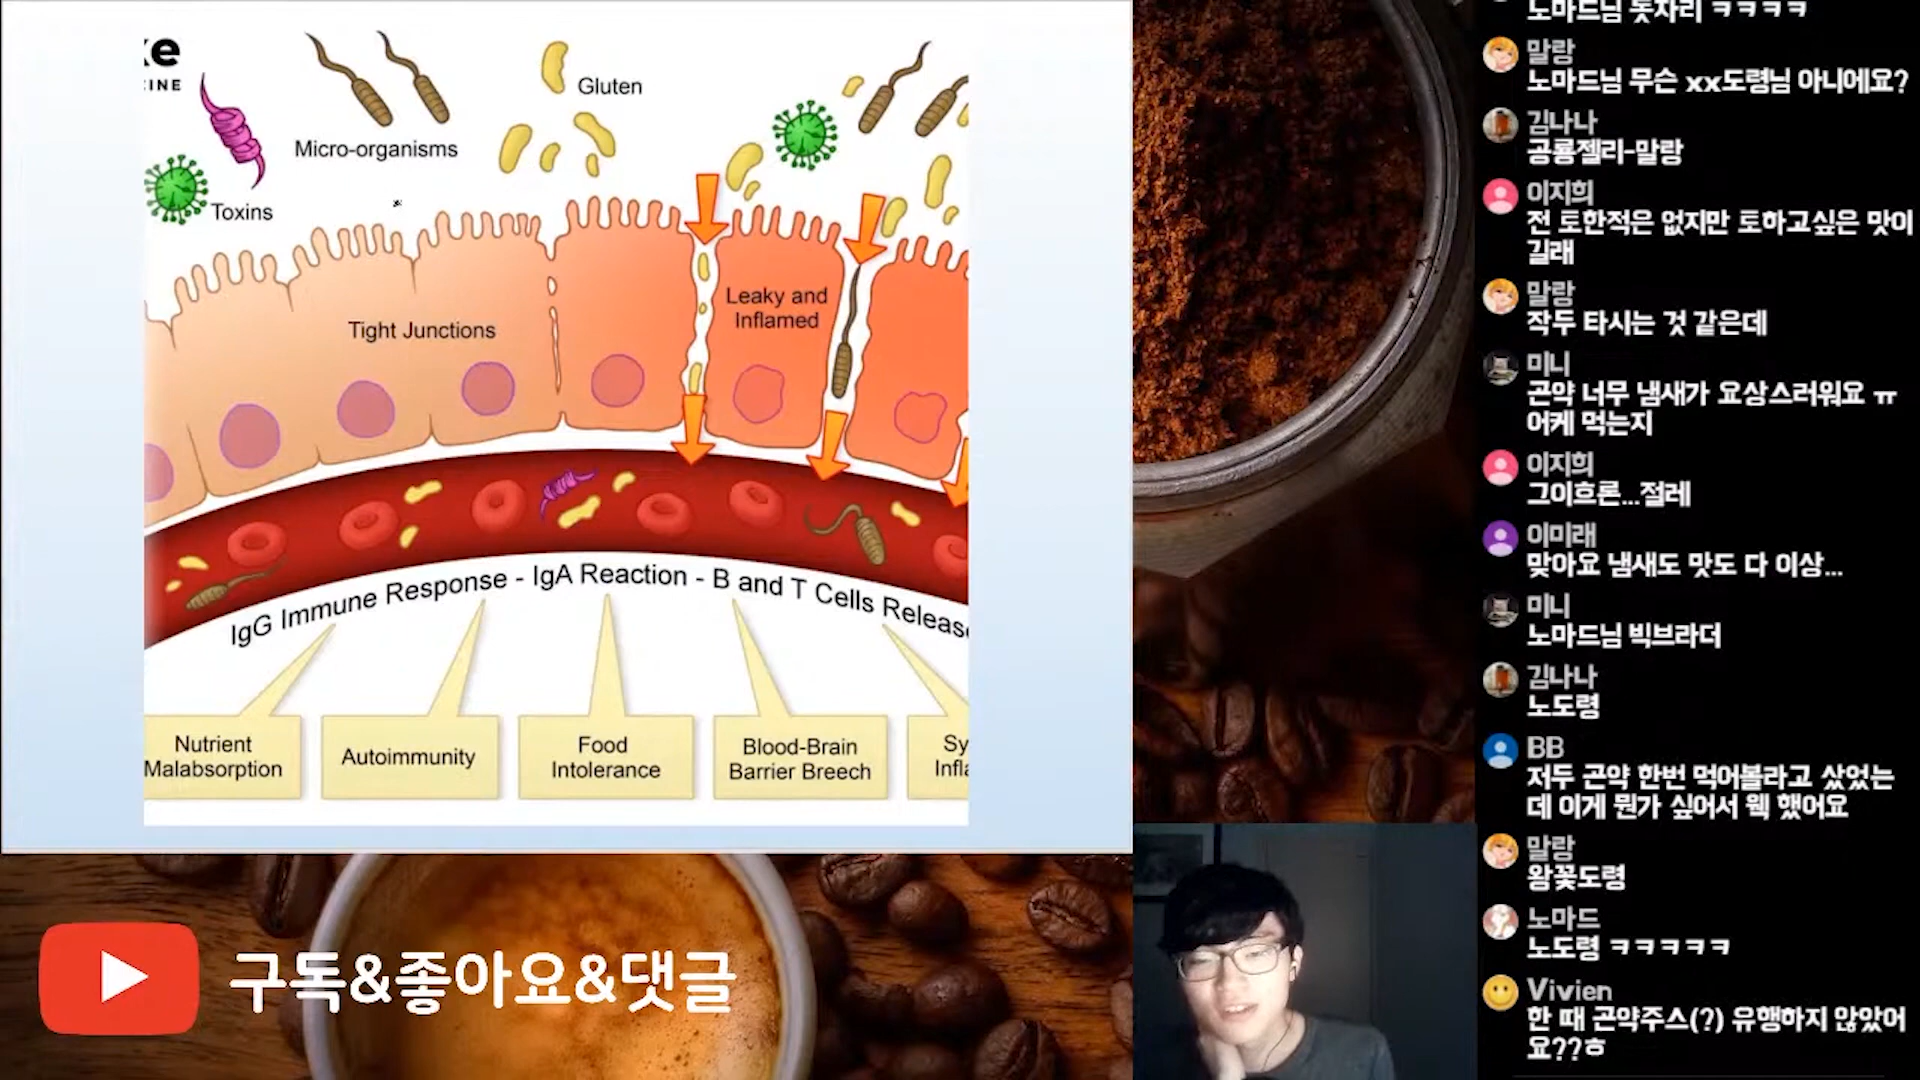 ke
CINE
Gluten
Micro-organisms
Toxins
Leaky and
Inflamed
Tight Junctions
IgG Immune Response - IgA Reaction - B and T Cells Releas
Nutrient
Malabsorption
Autoimmunity
Food
Intolerance
Blood-Brain
Barrier Breech
Sy
Infla
구독&좋아요&댓글
노마드님 돗자리 ㅋㅋㅋㅋ
말랑
노마드님 무슨 xx도령님 아니에요?
김나나
공룡젤리-말랑
이지희
전 토한적은 없지만 토하고싶은 맛이
길래
말랑
작두 타시는 것 같은데
미니
곤약 너무 냄새가 요상스러워요 ㅠ
어케 먹는지
이지희
그이흐론...절레
이미래
맞아요 냄새도 맛도 다 이상...
미니
노마드님 빅브라더
김나나
노도령
BB
저두 곤약 한번 먹어볼라고 샀었는
데 이게 뭔가 싶어서 웩 했어요
말랑
왕꽃도령
노마드
노도령 ㅋㅋㅋㅋㅋ
Vivien
한 때 곤약주스(?) 유행하지 않았어
요??ㅎ